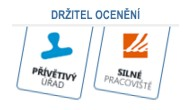 DRŽITEL OCENĚNÍ
PŘÍVĚTIVÝ
ÚŘAD
SILNÉ
PRACOVIŠTĚ